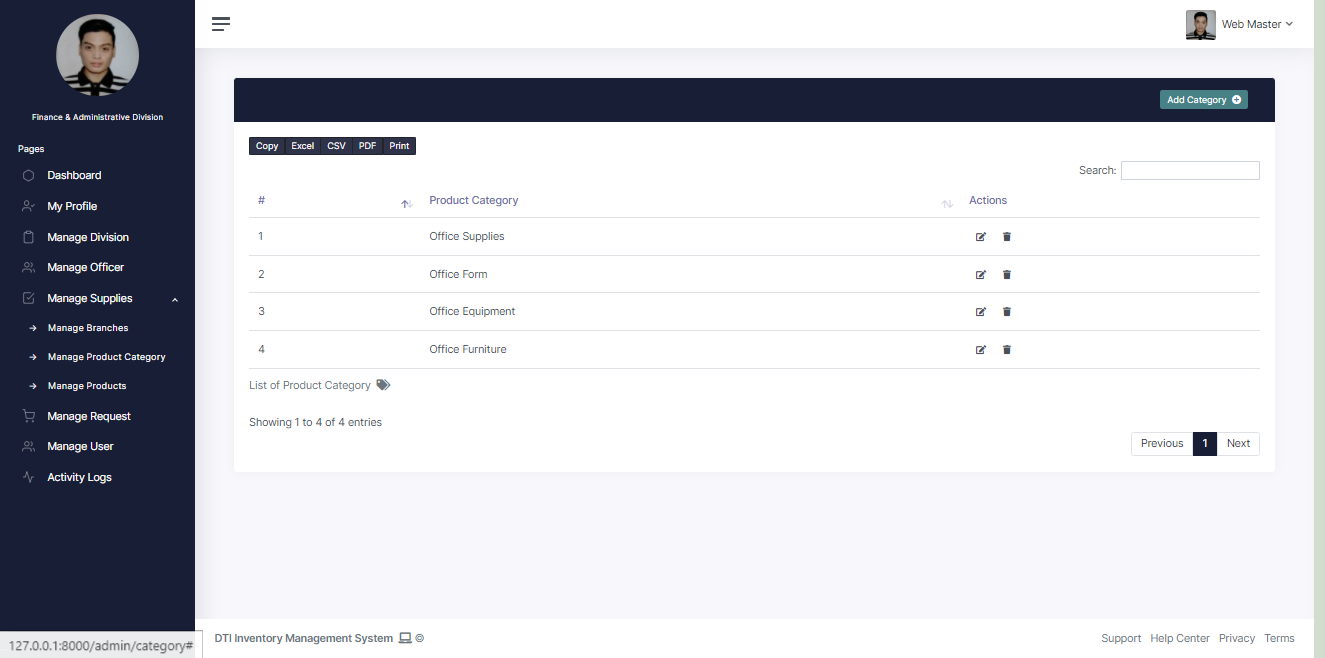 Web Master
Finance & Administrative Division
Pages
Dashboard
My Profile
Manage Division
Manage Officer
Manage Supplies
Manage Branches
Manage Product Category
Manage Products
Manage Request
Manage User
Activity Logs
Add Category
Copy Excel CSV PDF Print
Search:
# Product Category Actions
1 Office Supplies
2 Office Form
3 Office Equipment
4 Office Furniture
List of Product Category
Showing 1 to 4 of 4 entries
Previous 1 Next
DTI Inventory Management System ©
Support Help Center Privacy Terms
127.0.0.1:8000/admin/category#